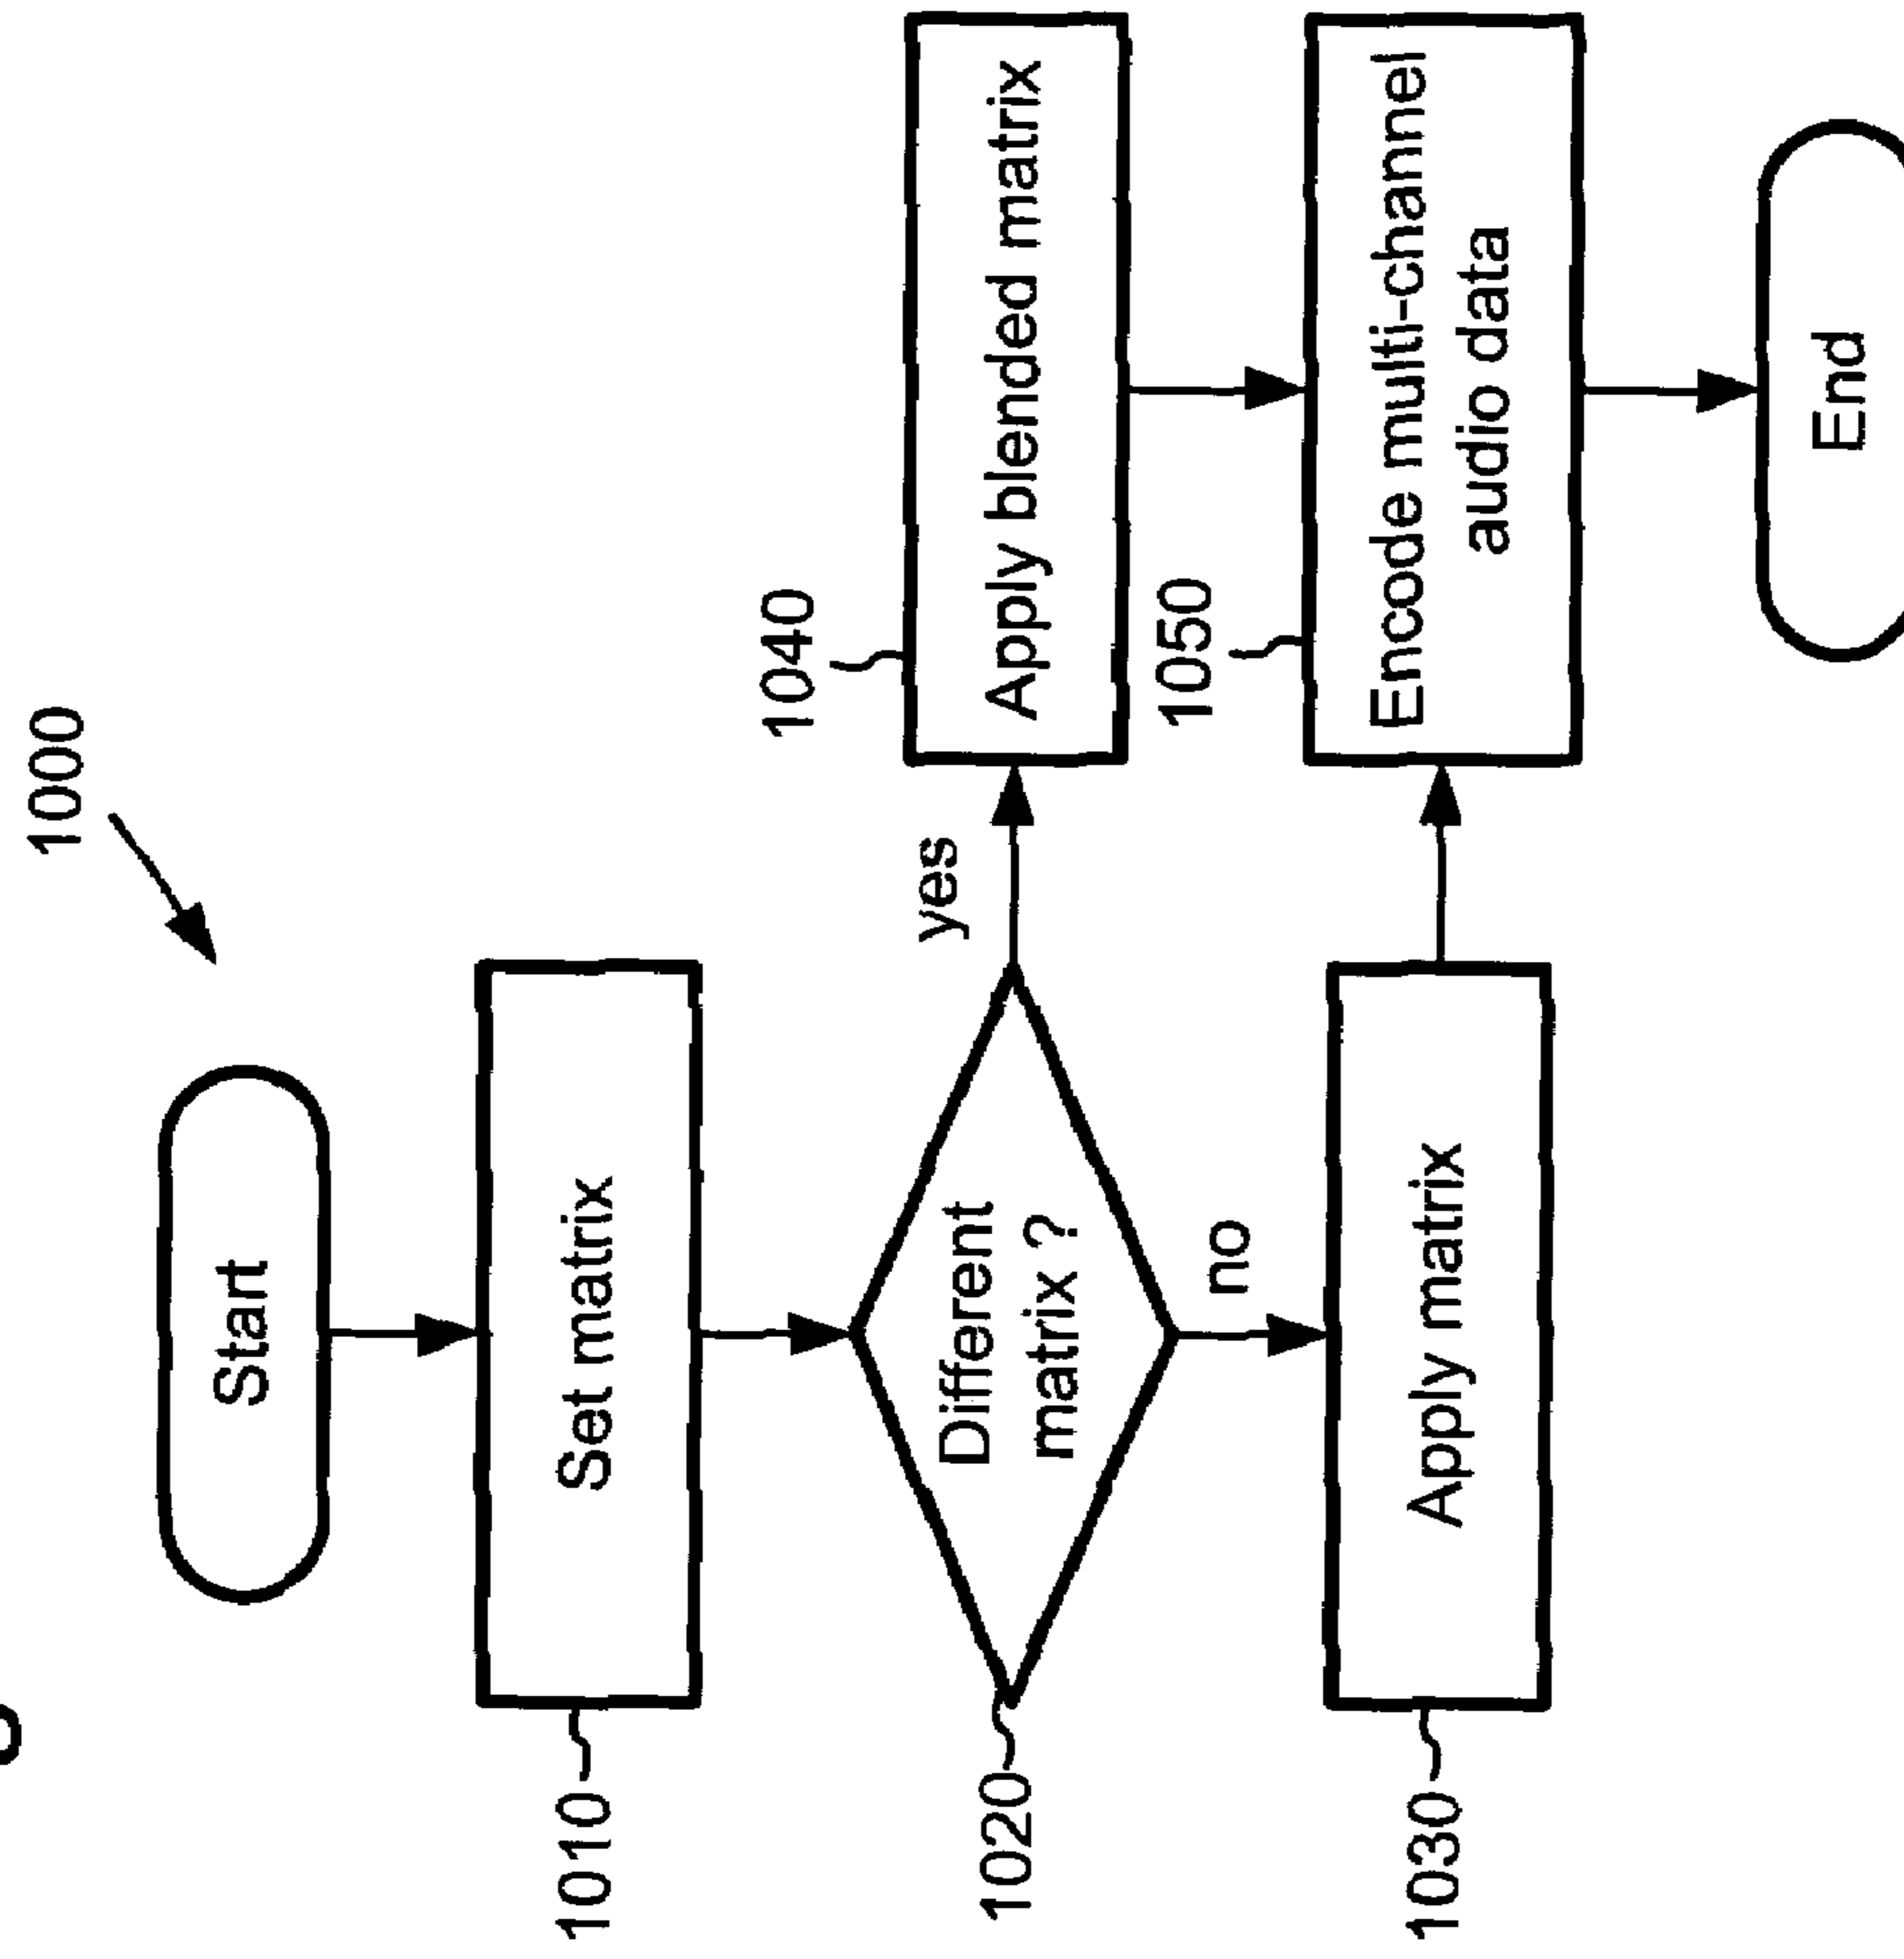 1000
Start
1010
Set matrix
1020
Different
matrix ?
yes
no
1030
Apply matrix
1040
Apply blended matrix
1050
Encode multi-channel
audio data
End